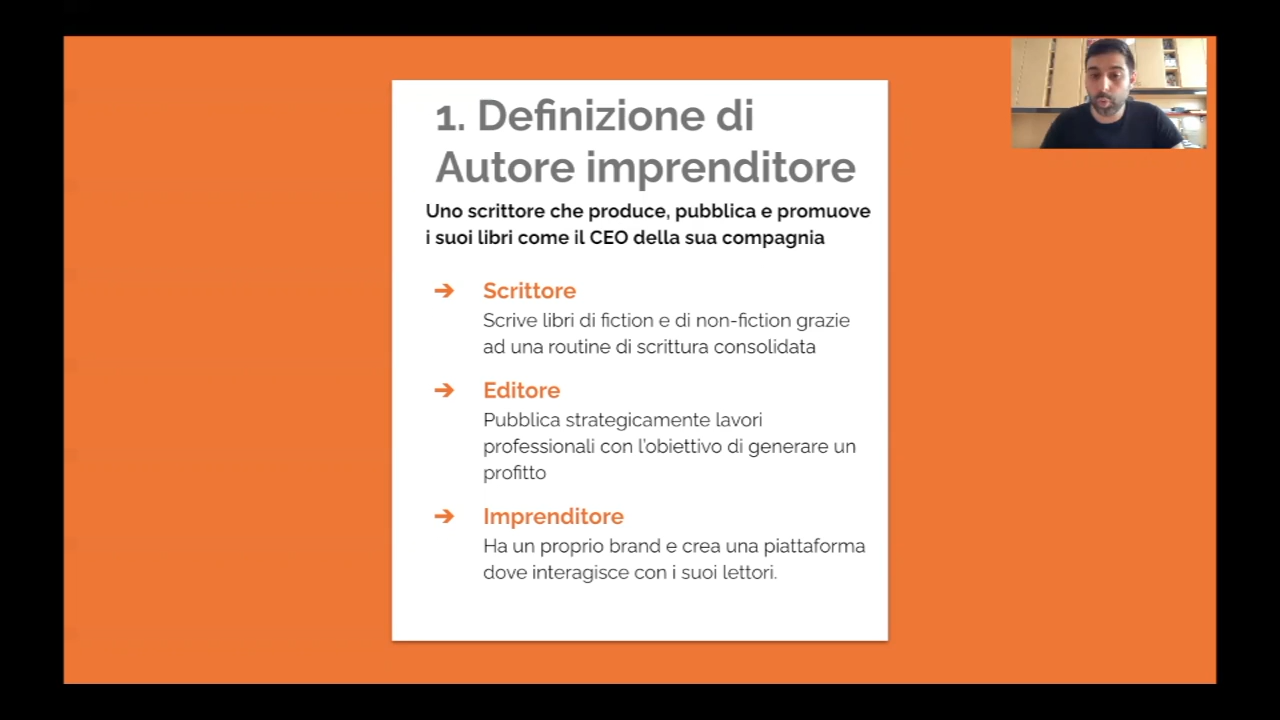 1. Definizione di
Autore imprenditore
Uno scrittore che produce, pubblica e promuove
i suoi libri come il CEO della sua compagnia
➔ Scrittore
Scrive libri di fiction e di non-fiction grazie
ad una routine di scrittura consolidata
➔ Editore
Pubblica strategicamente lavori
professionali con l'obiettivo di generare un
profitto
➔ Imprenditore
Ha un proprio brand e crea una piattaforma
dove interagisce con i suoi lettori.